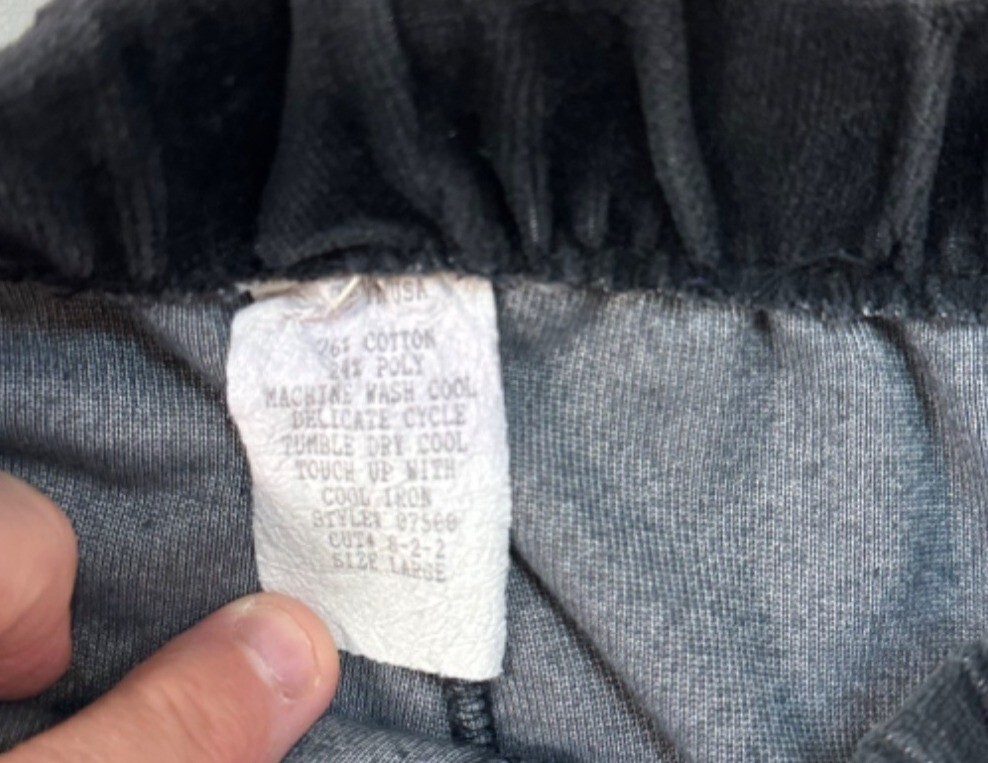 USA
76% COTTON
24% POLY
MACHINE WASH COOL
DELICATE CYCLE
TUMBLE DRY COOL
TOUCH UP WITH
COOL IRON
STYLE#
CUT# 8-2-2
SIZE LARGE